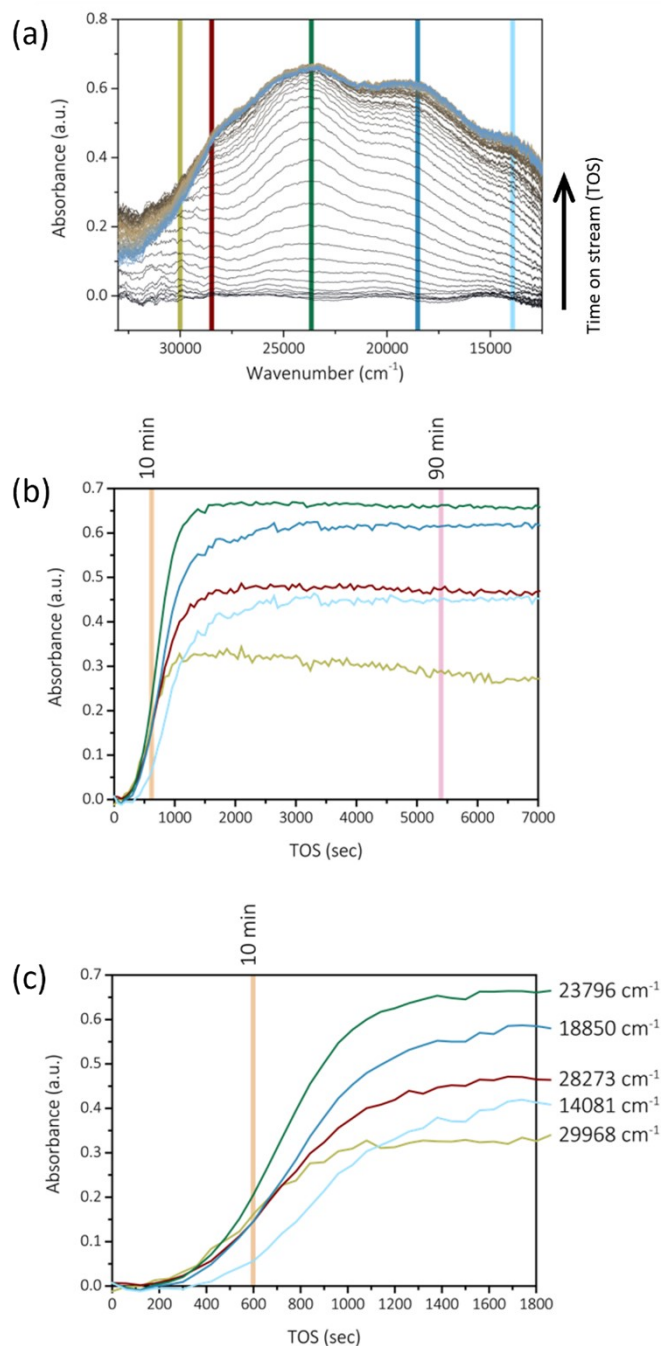 (a)
0.8
0.6
0.4
0.2
0.0
Absorbance (a.u.)
30000 25000 20000 15000
Wavenumber (cm⁻¹)
Time on stream (TOS)
(b)
10 min
90 min
0.7
0.6
0.5
0.4
0.3
0.2
0.1
0.0
Absorbance (a.u.)
0 1000 2000 3000 4000 5000 6000 7000
TOS (sec)
(c)
10 min
0.7
0.6
0.5
0.4
0.3
0.2
0.1
0.0
Absorbance (a.u.)
23796 cm⁻¹
18850 cm⁻¹
28273 cm⁻¹
14081 cm⁻¹
29968 cm⁻¹
0 200 400 600 800 1000 1200 1400 1600 1800
TOS (sec)